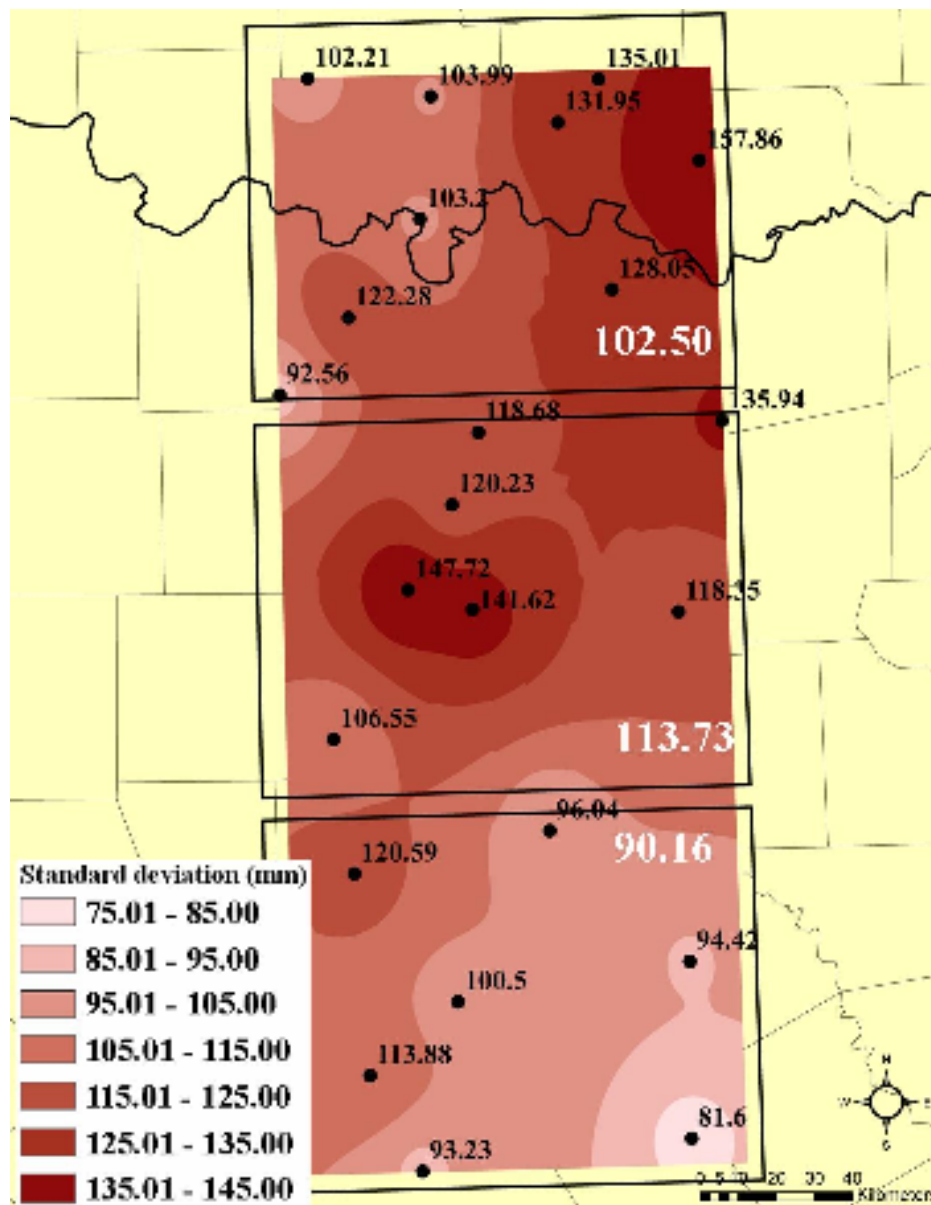 102.21
135.01
103.99
131.95
157.86
103.2
128.05
122.28
102.50
92.56
135.94
118.68
120.23
147.72
141.62
118.35
106.55
113.73
96.04
90.16
120.59
Standard deviation (mm)
75.01 - 85.00
85.01 - 95.00
95.01 - 105.00
105.01 - 115.00
115.01 - 125.00
125.01 - 135.00
135.01 - 145.00
94.42
100.5
113.88
81.6
93.23
N
W E
S
0 5 10 20 30 40
Kilometers